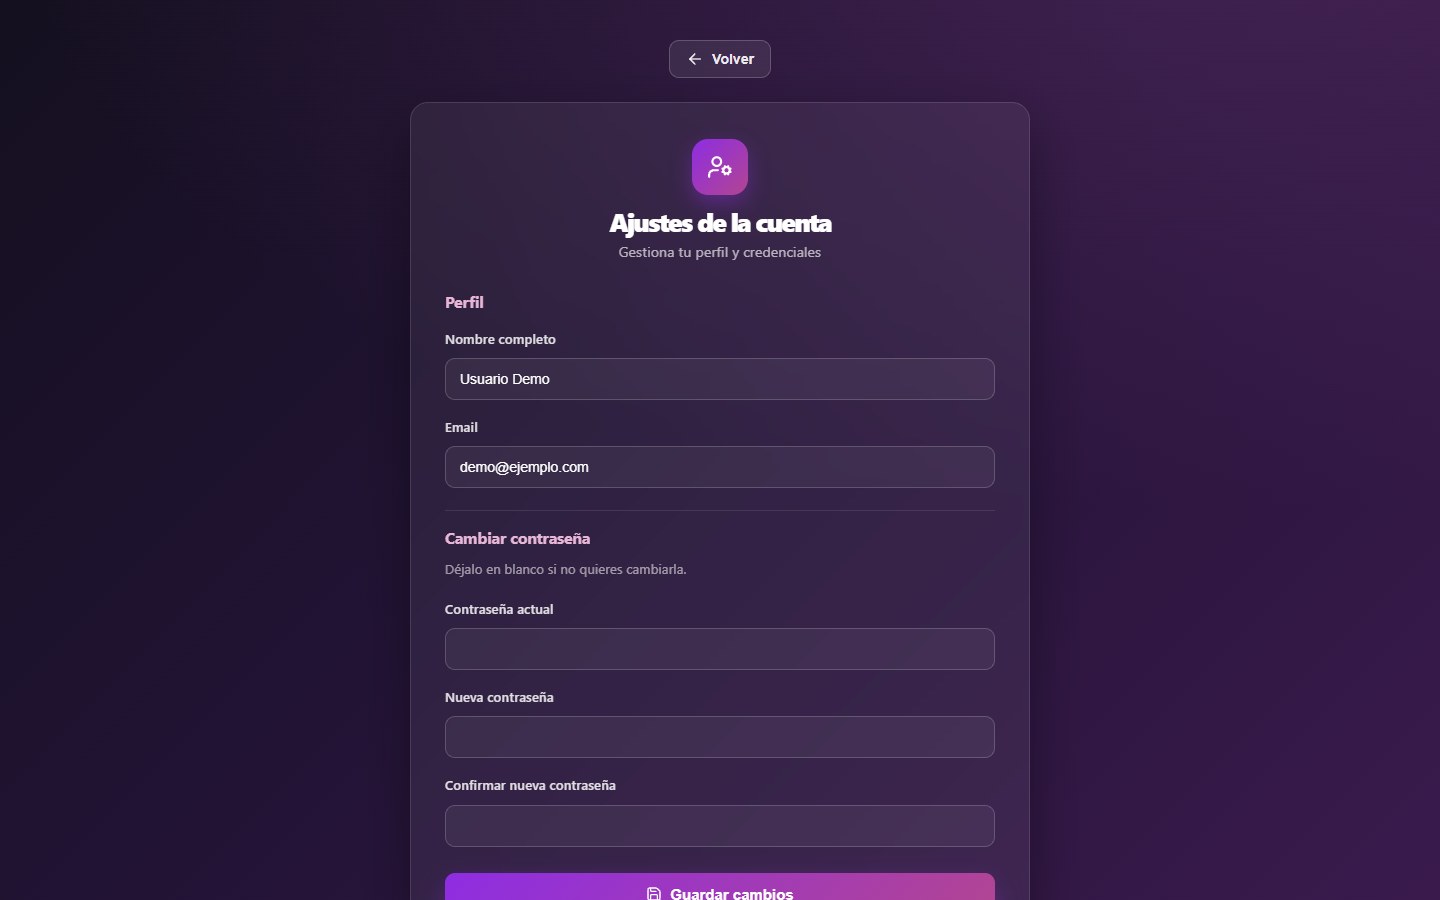 Volver
Ajustes de la cuenta
Gestiona tu perfil y credenciales
Perfil
Nombre completo
Usuario Demo
Email
demo@ejemplo.com
Cambiar contraseña
Déjalo en blanco si no quieres cambiarla.
Contraseña actual
Nueva contraseña
Confirmar nueva contraseña
Guardar cambios